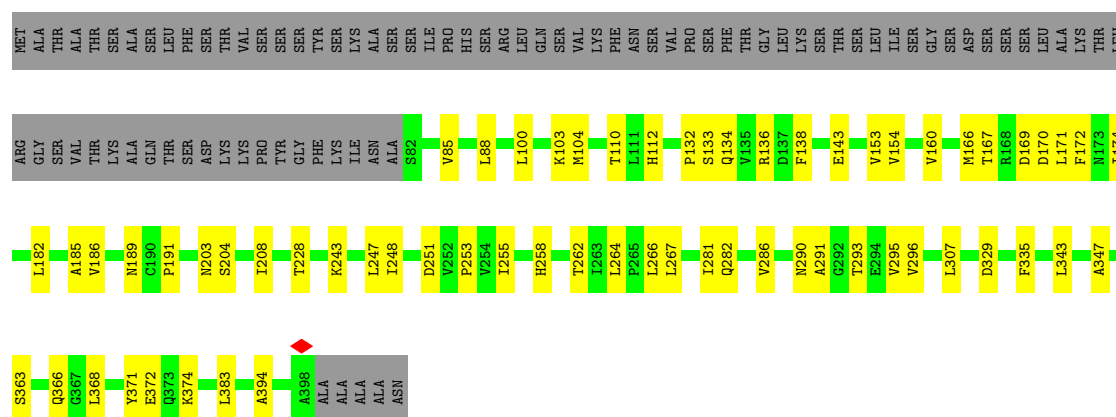 MET ALA THR ALA THR SER ALA SER LEU PHE SER THR VAL SER SER SER TYR SER LYS ALA SER SER ILE PRO HIS SER ARG LEU GLN SER VAL LYS PHE ASN SER VAL PRO SER PHE THR GLY LEU LYS SER THR SER LEU ILE SER GLY SER ASP SER SER SER LEU ALA LYS THR LEU
ARG GLY SER VAL THR LYS ALA GLN THR SER ASP LYS LYS PRO TYR GLY PHE LYS ILE ASN ALA S82 V85 L88 L100 K103 M104 T110 L111 H112 P132 S133 Q134 V135 R136 D137 F138 E143 V153 V154 V160 M166 T167 R168 D169 D170 L171 F172 N173
L182 A185 V186 N189 C190 P191 N203 S204 I208 T228 K243 L247 I248 D251 V252 P253 V254 I255 H258 T262 I263 L264 P265 L266 L267 I281 Q282 V286 N290 A291 G292 T293 E294 V295 V296 L307 D329 F335 L343 A347
S363 Q366 G367 L368 Y371 E372 Q373 K374 L383 A394 A398 ALA ALA ALA ALA ASN